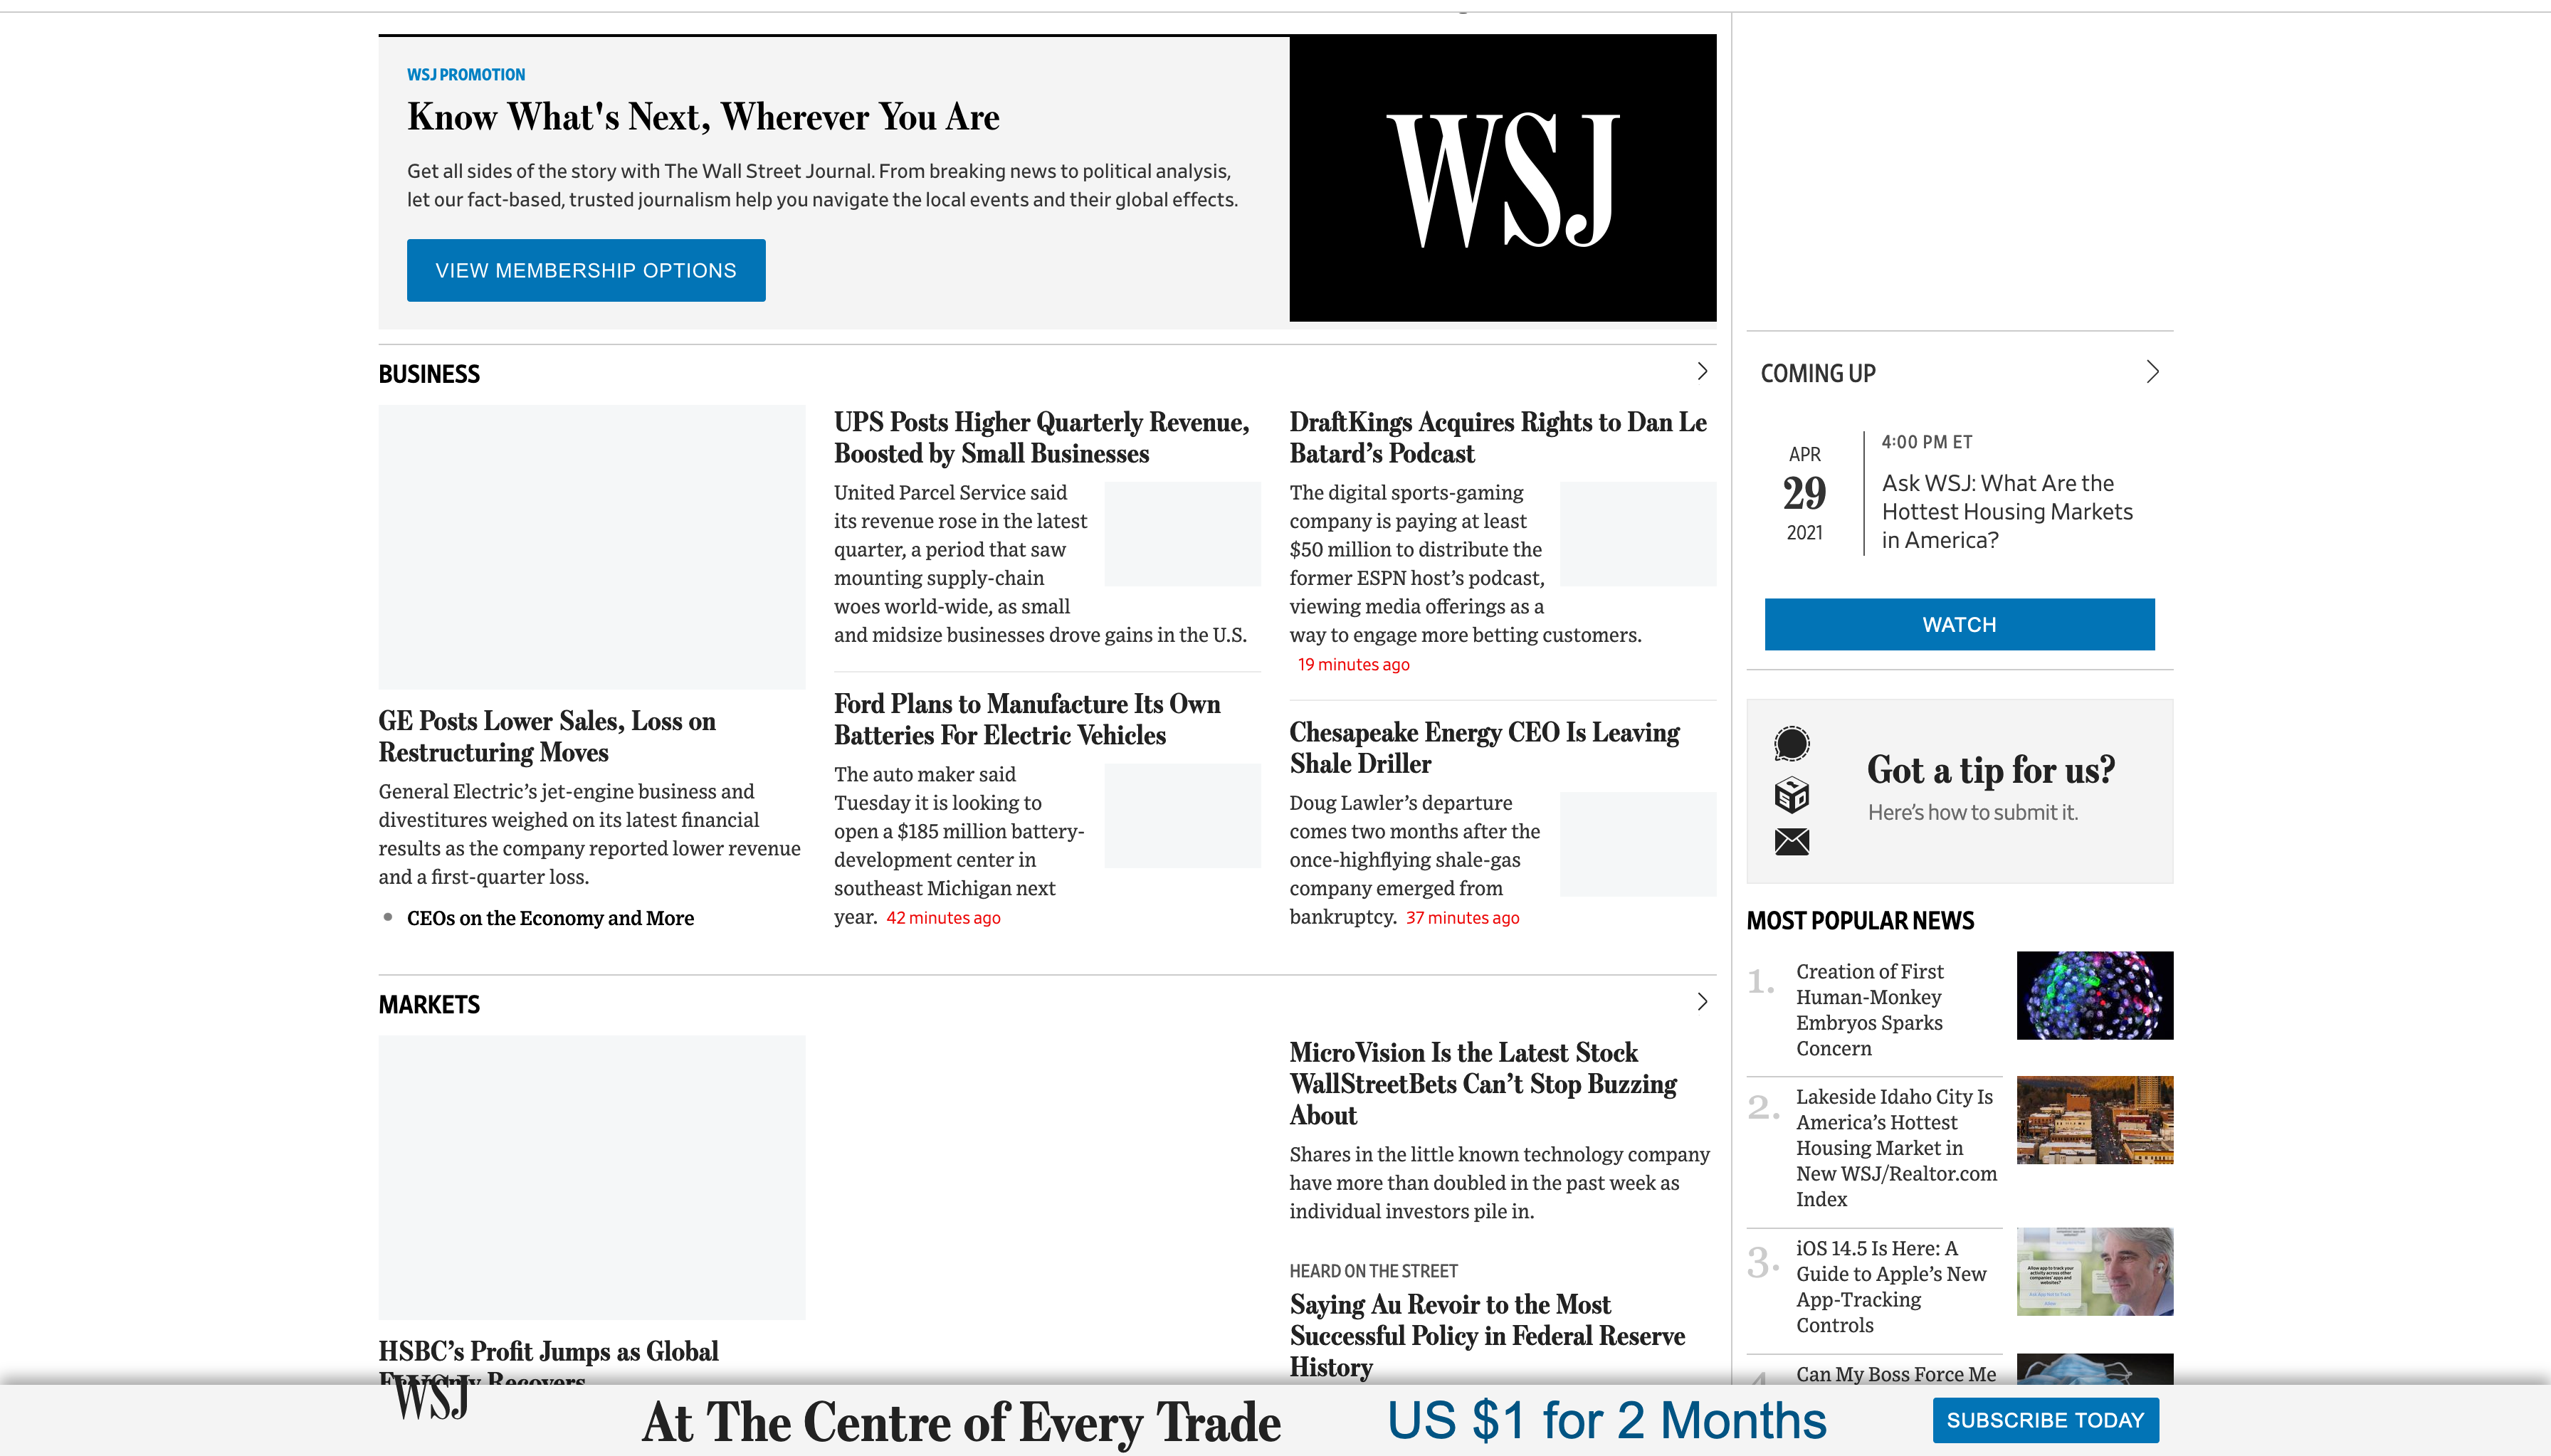 WSJ PROMOTION
Know What's Next, Wherever You Are
Get all sides of the story with The Wall Street Journal. From breaking news to political analysis,
let our fact-based, trusted journalism help you navigate the local events and their global effects.
VIEW MEMBERSHIP OPTIONS
WSJ
BUSINESS
GE Posts Lower Sales, Loss on
Restructuring Moves
General Electric’s jet-engine business and
divestitures weighed on its latest financial
results as the company reported lower revenue
and a first-quarter loss.
CEOs on the Economy and More
UPS Posts Higher Quarterly Revenue,
Boosted by Small Businesses
United Parcel Service said
its revenue rose in the latest
quarter, a period that saw
mounting supply-chain
woes world-wide, as small
and midsize businesses drove gains in the U.S.
Ford Plans to Manufacture Its Own
Batteries For Electric Vehicles
The auto maker said
Tuesday it is looking to
open a $185 million battery-
development center in
southeast Michigan next
year. 42 minutes ago
DraftKings Acquires Rights to Dan Le
Batard’s Podcast
The digital sports-gaming
company is paying at least
$50 million to distribute the
former ESPN host’s podcast,
viewing media offerings as a
way to engage more betting customers.
19 minutes ago
Chesapeake Energy CEO Is Leaving
Shale Driller
Doug Lawler’s departure
comes two months after the
once-highflying shale-gas
company emerged from
bankruptcy. 37 minutes ago
MARKETS
HSBC’s Profit Jumps as Global
Economy Recovers
MicroVision Is the Latest Stock
WallStreetBets Can’t Stop Buzzing
About
Shares in the little known technology company
have more than doubled in the past week as
individual investors pile in.
HEARD ON THE STREET
Saying Au Revoir to the Most
Successful Policy in Federal Reserve
History
COMING UP
APR
29
2021
4:00 PM ET
Ask WSJ: What Are the
Hottest Housing Markets
in America?
WATCH
Got a tip for us?
Here’s how to submit it.
MOST POPULAR NEWS
1.
Creation of First
Human-Monkey
Embryos Sparks
Concern
2.
Lakeside Idaho City Is
America’s Hottest
Housing Market in
New WSJ/Realtor.com
Index
3.
iOS 14.5 Is Here: A
Guide to Apple’s New
App-Tracking
Controls
4.
Can My Boss Force Me
WSJ
At The Centre of Every Trade
US $1 for 2 Months
SUBSCRIBE TODAY